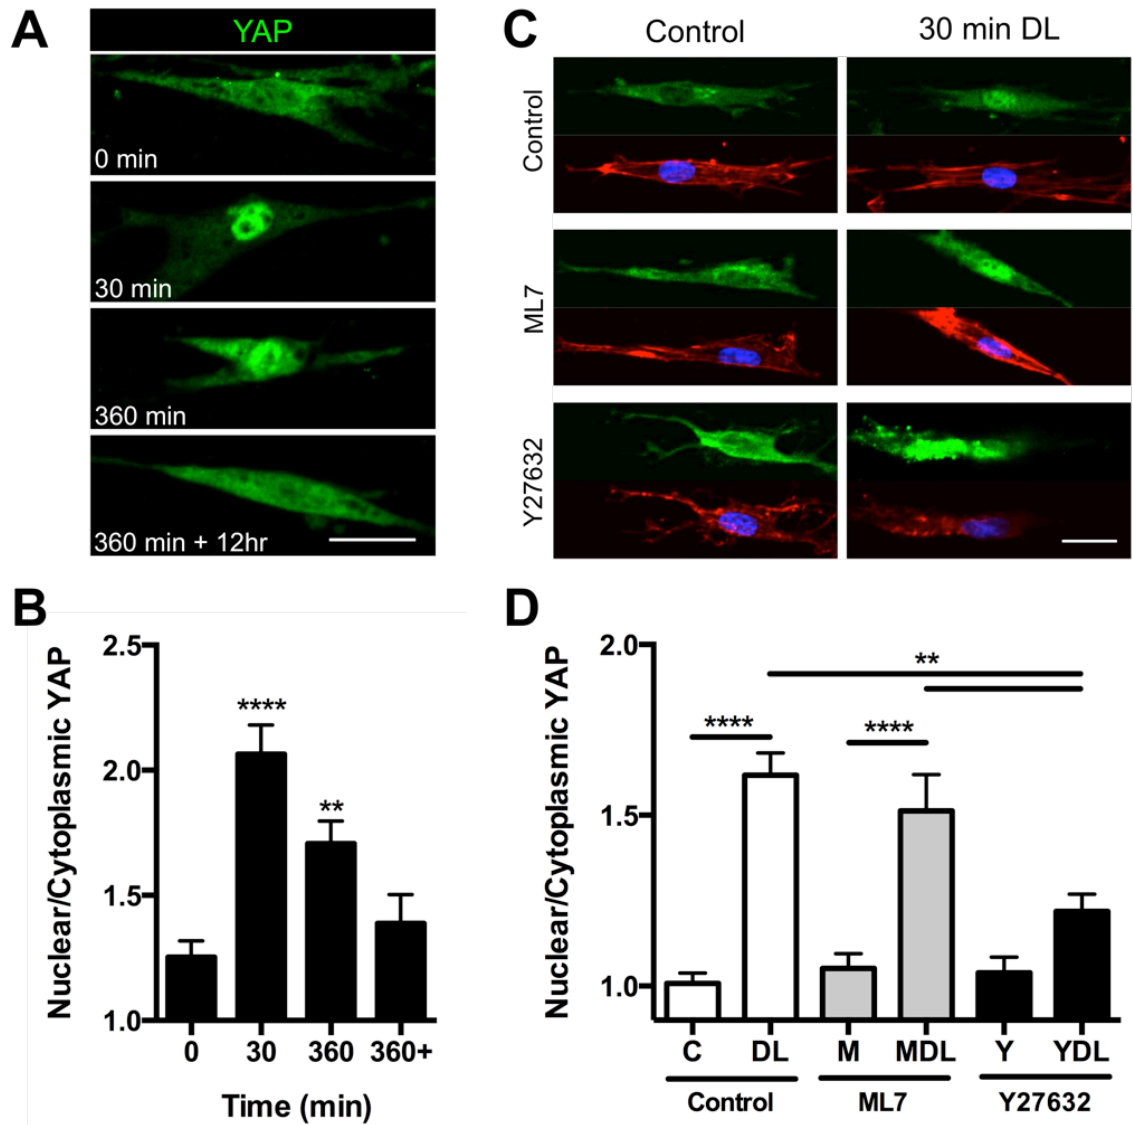 A
YAP
0 min
30 min
360 min
360 min + 12hr
C
Control
30 min DL
Control
ML7
Y27632
B
Nuclear/Cytoplasmic YAP
2.5
2.0
1.5
1.0
****
**
0
30
360
360+
Time (min)
D
Nuclear/Cytoplasmic YAP
2.0
1.5
1.0
**
****
****
C
DL
M
MDL
Y
YDL
Control
ML7
Y27632